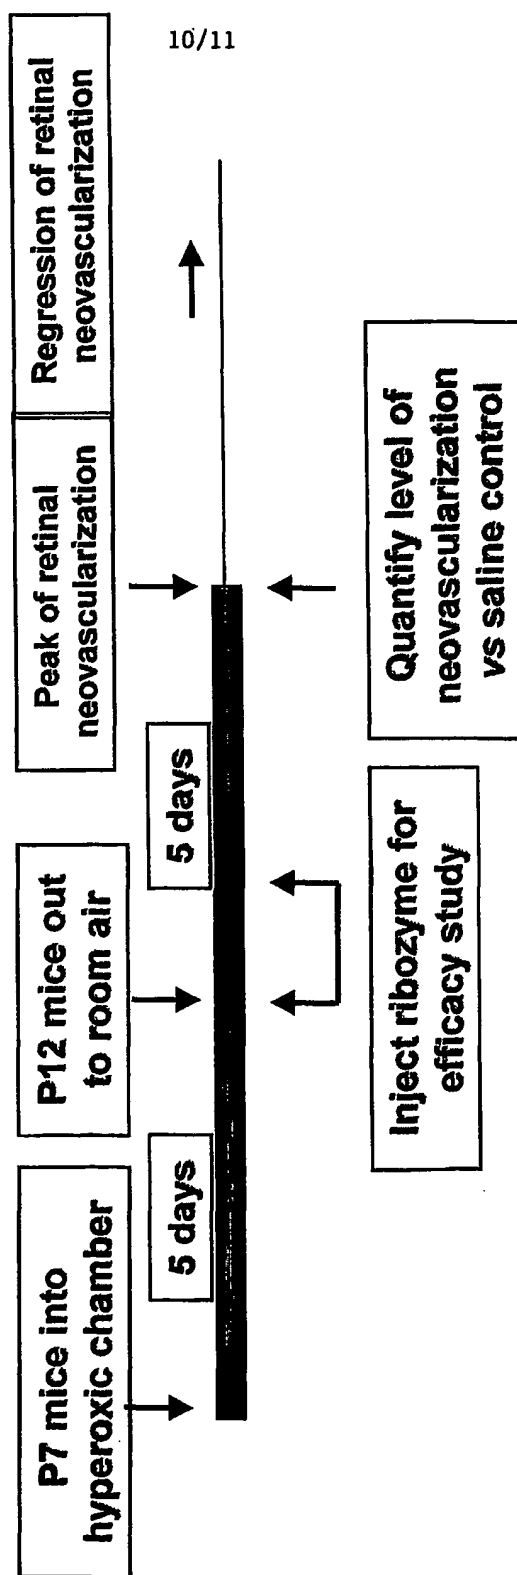 10/11
P7 mice into
hyperoxic chamber
5 days
P12 mice out
to room air
5 days
Peak of retinal
neovascularization
Regression of retinal
neovascularization
Inject ribozyme for
efficacy study
Quantify level of
neovascularization
vs saline control